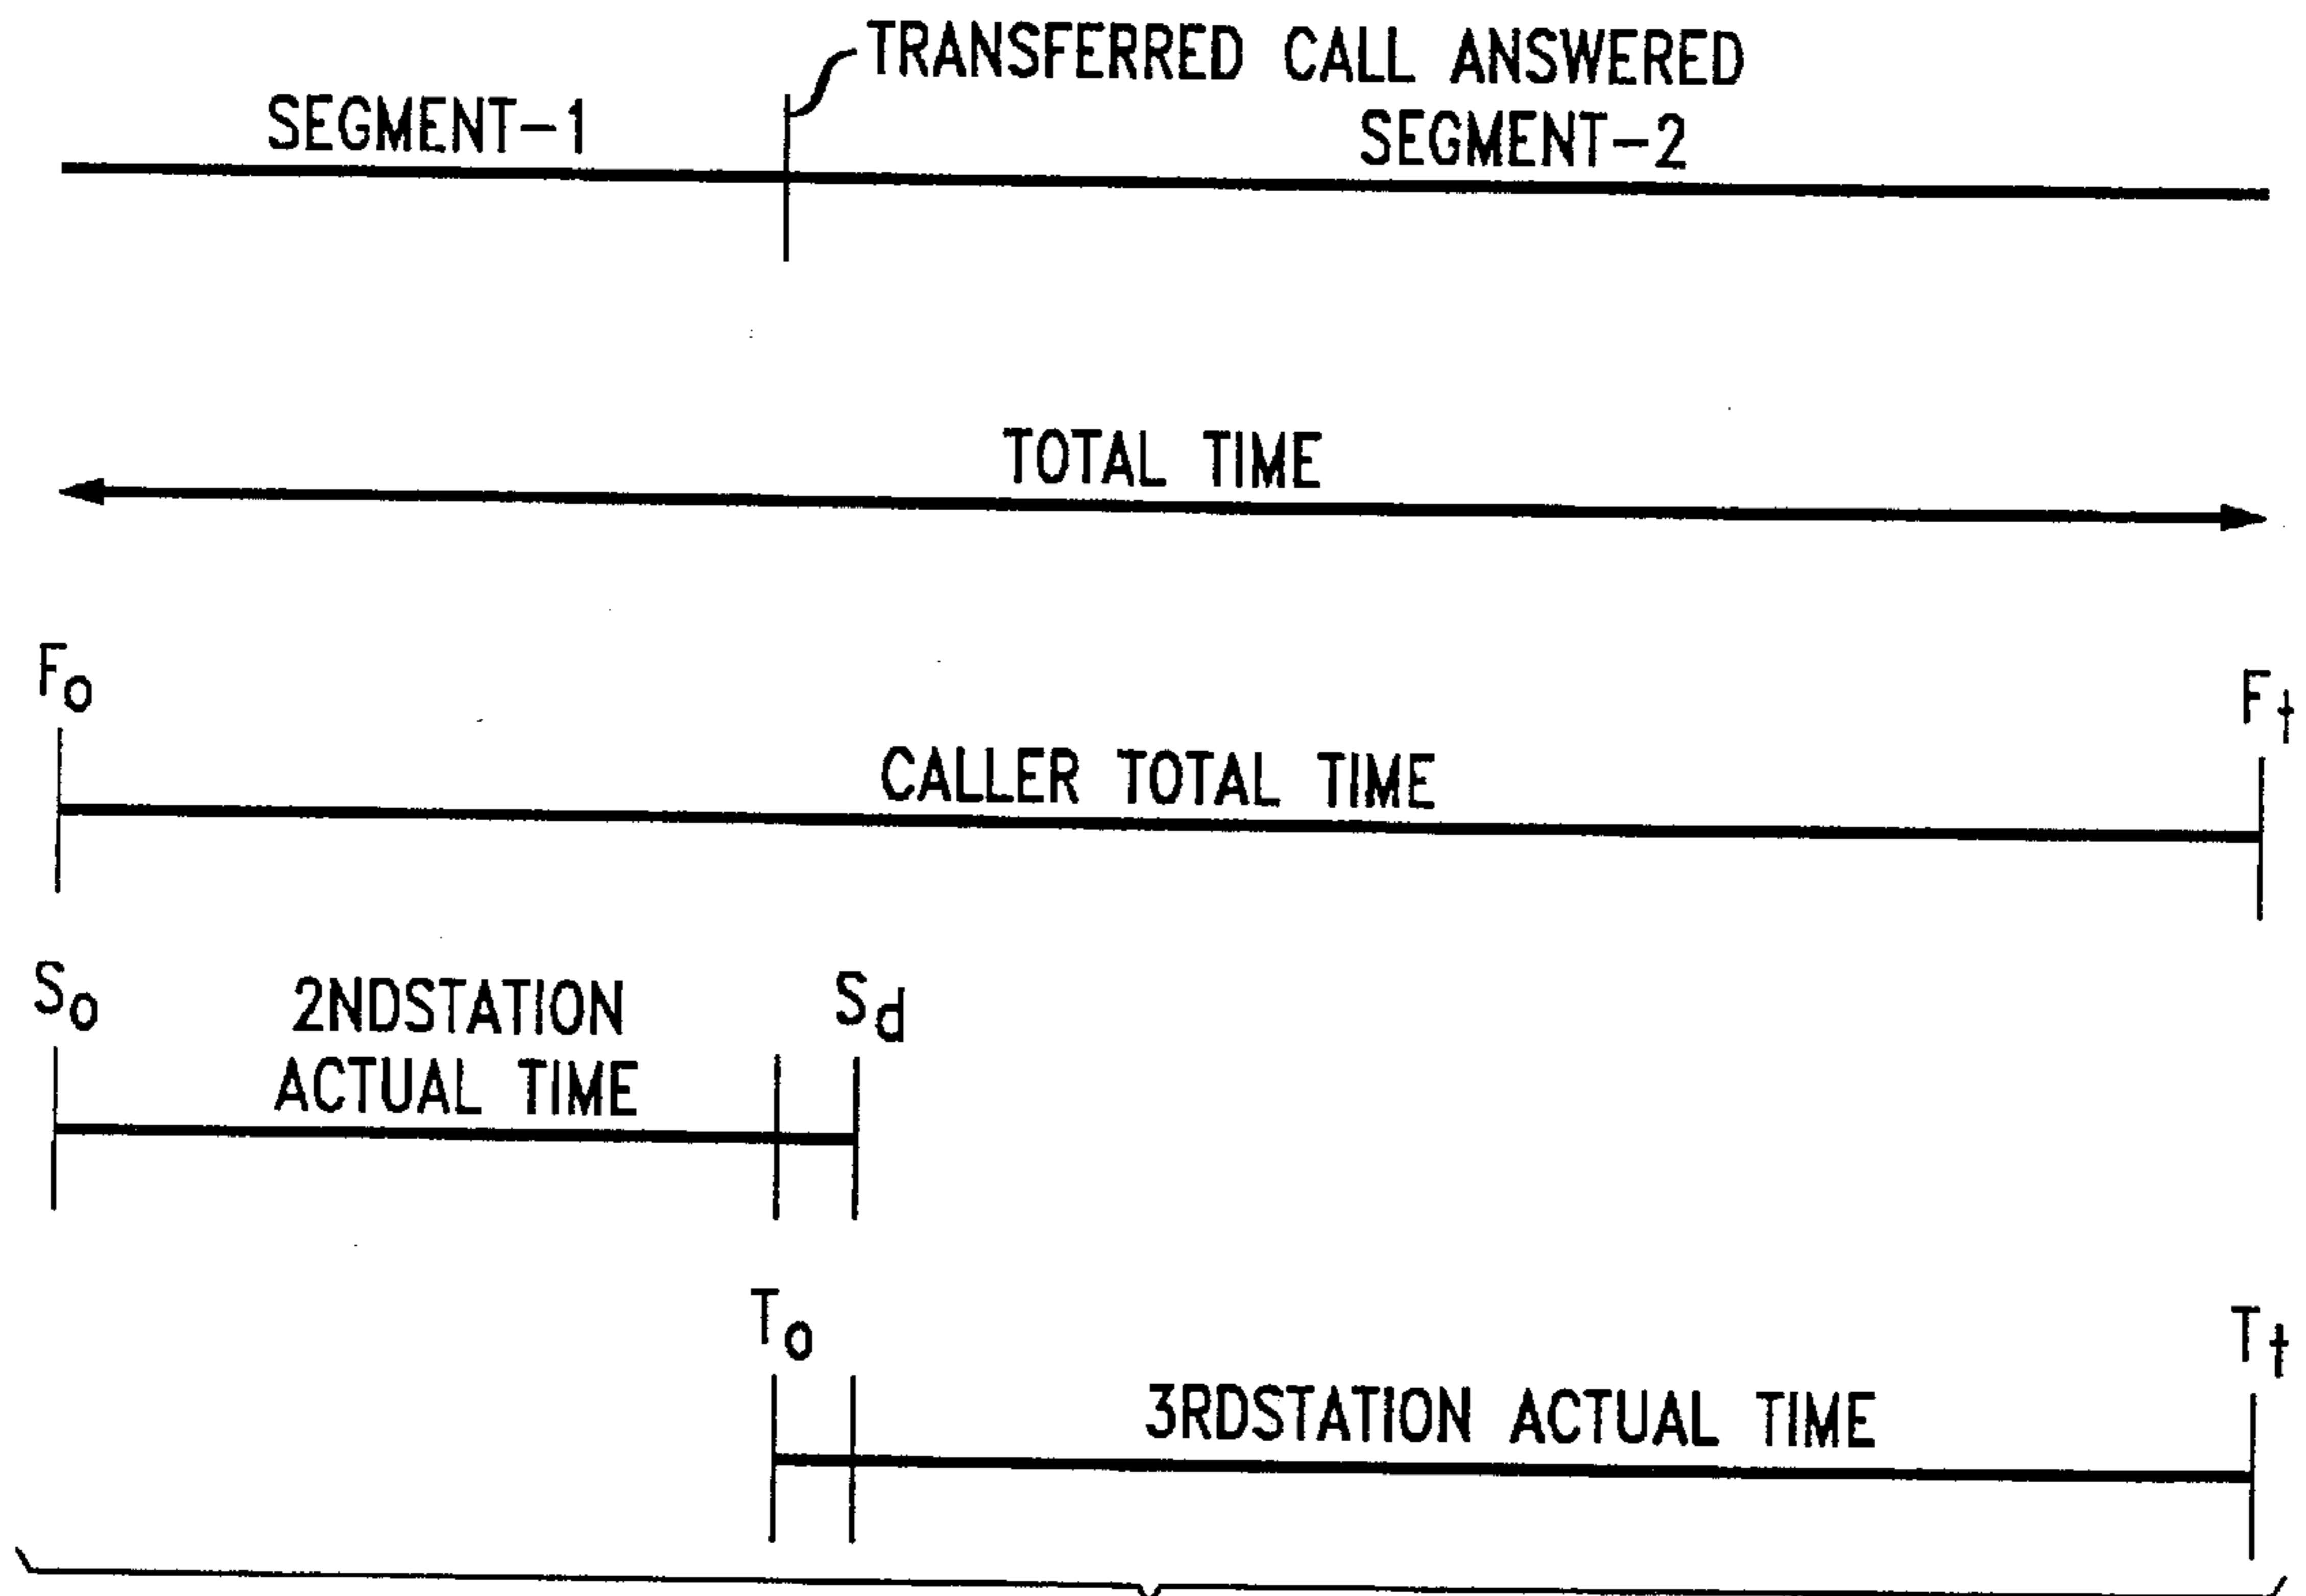 TRANSFERRED CALL ANSWERED
SEGMENT-1
SEGMENT-2
TOTAL TIME
Fo
Ft
CALLER TOTAL TIME
So
2NDSTATION
ACTUAL TIME
Sd
To
Tt
3RDSTATION ACTUAL TIME